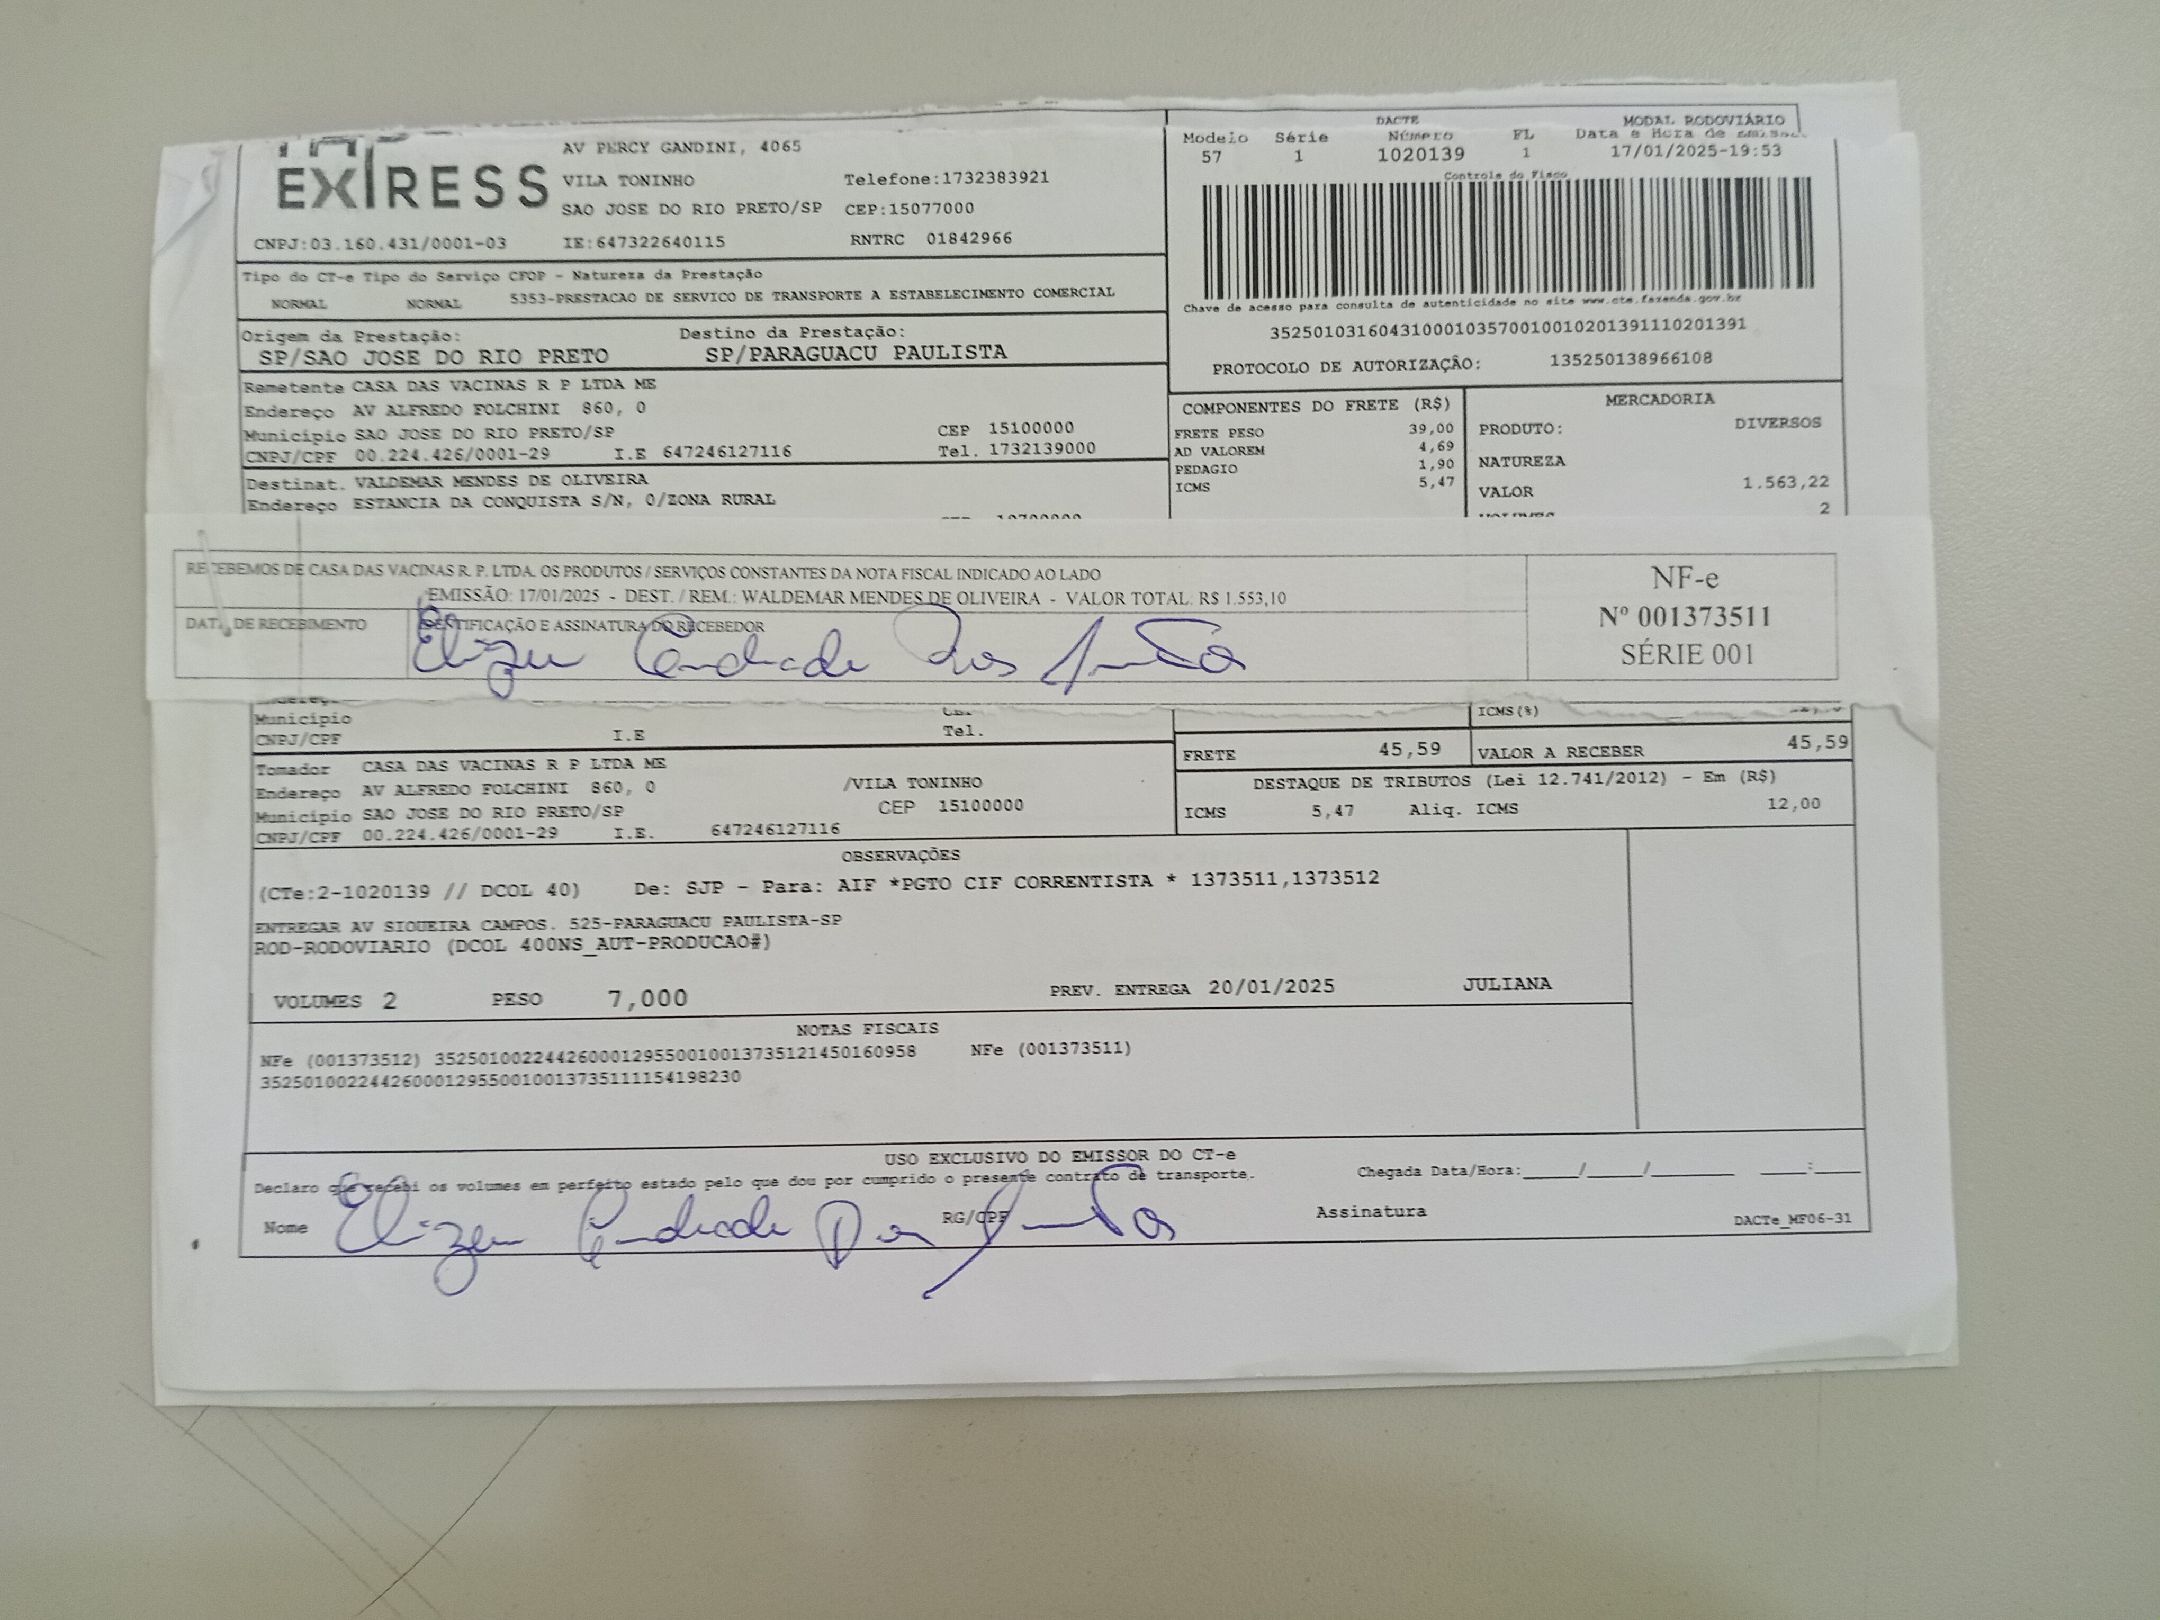 EXPRESS
AV PERCY GANDINI, 4065
VILA TONINHO Telefone:1732383921
SAO JOSE DO RIO PRETO/SP CEP:15077000
CNPJ:03.160.431/0001-03 IE:647322640115 RNTRC 01842966
DACTE MODAL RODOVIÁRIO
Modelo Série Número FL Data e Hora de Emissão
57 1 1020139 1 17/01/2025-19:53
Controle do Fisco
Chave de acesso para consulta de autenticidade no site www.cte.fazenda.gov.br
35250103160431000103570010010201391110201391
PROTOCOLO DE AUTORIZAÇÃO: 135250138966108
Tipo do CT-e Tipo do Serviço CFOP - Natureza da Prestação
NORMAL NORMAL 5353-PRESTACAO DE SERVICO DE TRANSPORTE A ESTABELECIMENTO COMERCIAL
Origem da Prestação: Destino da Prestação:
SP/SAO JOSE DO RIO PRETO SP/PARAGUACU PAULISTA
Remetente CASA DAS VACINAS R P LTDA ME
Endereço AV ALFREDO FOLCHINI 860, 0
Município SAO JOSE DO RIO PRETO/SP CEP 15100000
CNPJ/CPF 00.224.426/0001-29 I.E 647246127116 Tel. 1732139000
Destinat. VALDEMAR MENDES DE OLIVEIRA
Endereço ESTANCIA DA CONQUISTA S/N, 0/ZONA RURAL
COMPONENTES DO FRETE (R$)
FRETE PESO 39,00
AD VALOREM 4,69
PEDAGIO 1,90
ICMS 5,47
MERCADORIA
PRODUTO: DIVERSOS
NATUREZA
VALOR 1.563,22
VOLUMES 2
RECEBEMOS DE CASA DAS VACINAS R. P. LTDA. OS PRODUTOS / SERVIÇOS CONSTANTES DA NOTA FISCAL INDICADO AO LADO
EMISSÃO: 17/01/2025 - DEST. / REM.: WALDEMAR MENDES DE OLIVEIRA - VALOR TOTAL: R$ 1.553,10
DATA DE RECEBIMENTO IDENTIFICAÇÃO E ASSINATURA DO RECEBEDOR
NF-e
Nº 001373511
SÉRIE 001
Município
CNPJ/CPF I.E Tel.
ICMS(%)
FRETE 45,59 VALOR A RECEBER 45,59
Tomador CASA DAS VACINAS R P LTDA ME
Endereço AV ALFREDO FOLCHINI 860, 0 /VILA TONINHO
Município SAO JOSE DO RIO PRETO/SP CEP 15100000
CNPJ/CPF 00.224.426/0001-29 I.E. 647246127116
DESTAQUE DE TRIBUTOS (Lei 12.741/2012) - Em (R$)
ICMS 5,47 Aliq. ICMS 12,00
OBSERVAÇÕES
(CTe:2-1020139 // DCOL 40) De: SJP - Para: AIF *PGTO CIF CORRENTISTA * 1373511,1373512
ENTREGAR AV SIQUEIRA CAMPOS. 525-PARAGUACU PAULISTA-SP
ROD-RODOVIARIO (DCOL 400NS_AUT-PRODUCAO#)
VOLUMES 2 PESO 7,000 PREV. ENTREGA 20/01/2025 JULIANA
NOTAS FISCAIS
NFe (001373512) 35250100224426000129550010013735121450160958 NFe (001373511)
35250100224426000129550010013735111154198230
USO EXCLUSIVO DO EMISSOR DO CT-e
Declaro que recebi os volumes em perfeito estado pelo que dou por cumprido o presente contrato de transporte. Chegada Data/Hora:____/____/______ ____:____
Nome RG/CPF Assinatura DACTe_MF06-31